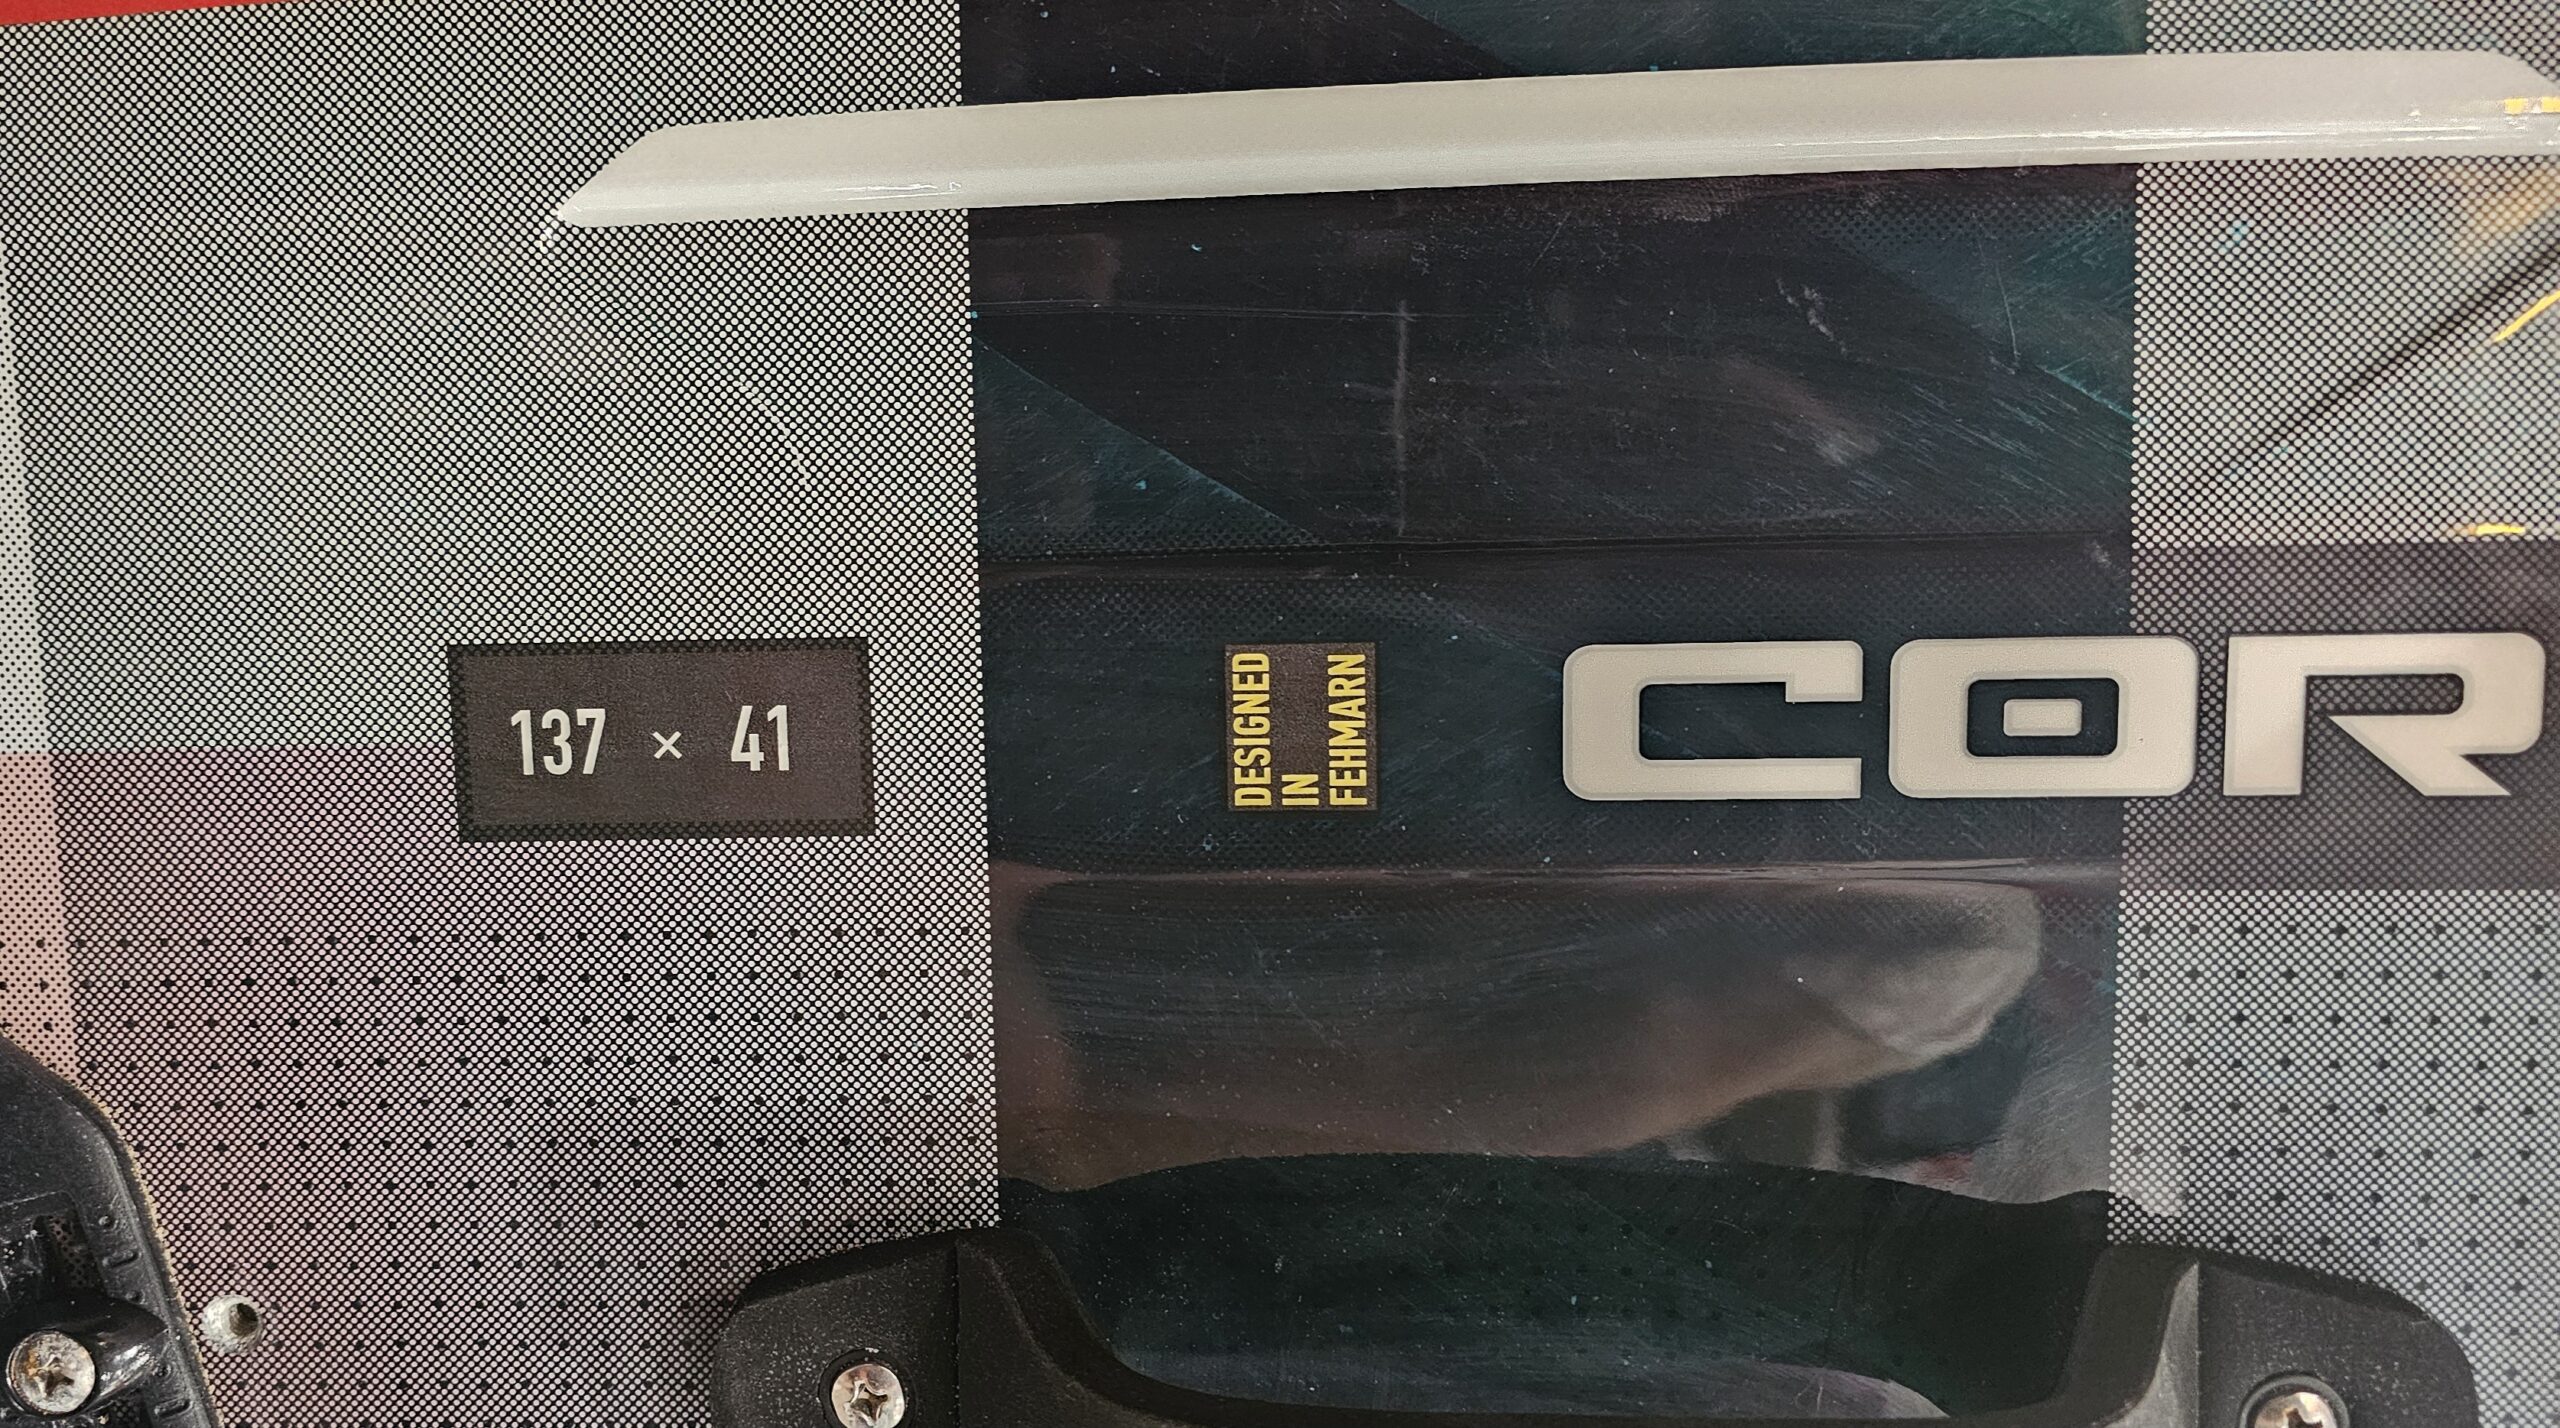 137 × 41
DESIGNED
IN
FEHMARN
COR